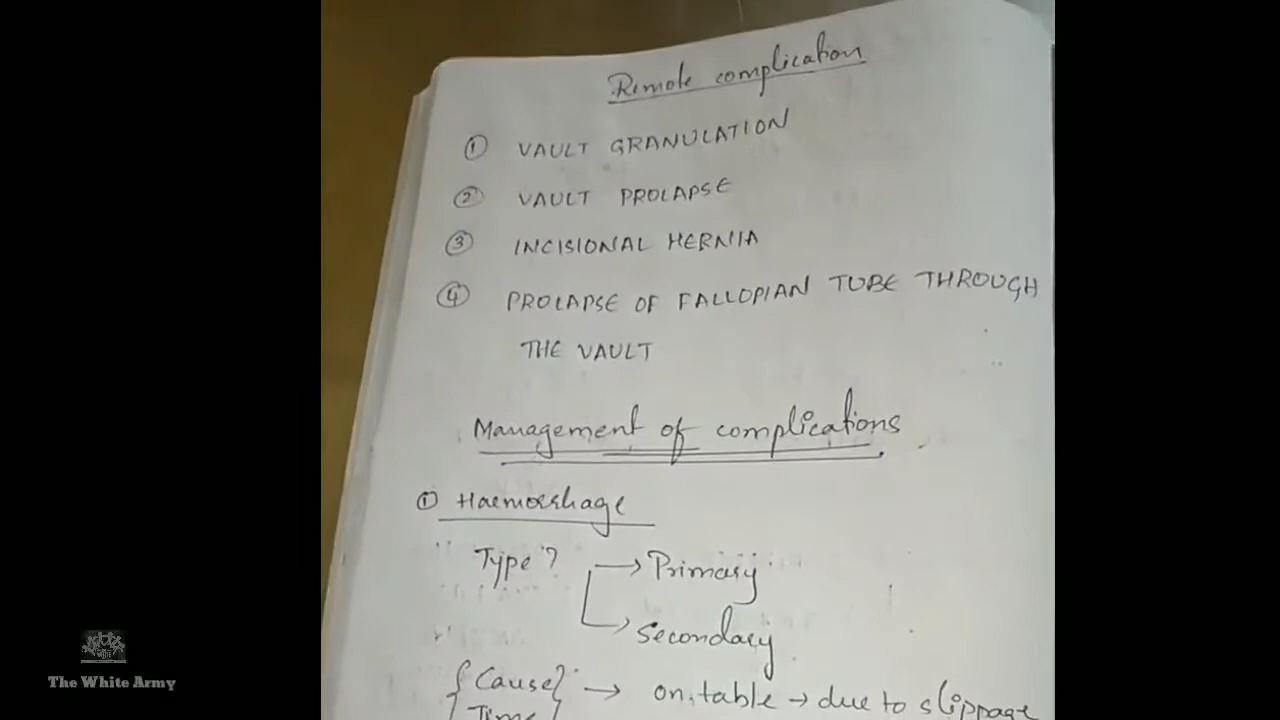 Remote complication
① VAULT GRANULATION
② VAULT PROLAPSE
③ INCISIONAL HERNIA
④ PROLAPSE OF FALLOPIAN TUBE THROUGH
THE VAULT
Management of complications
① Haemorrhage
Type ? → Primary
→ Secondary
{ Cause } → on table → due to slippage
Time
The White Army